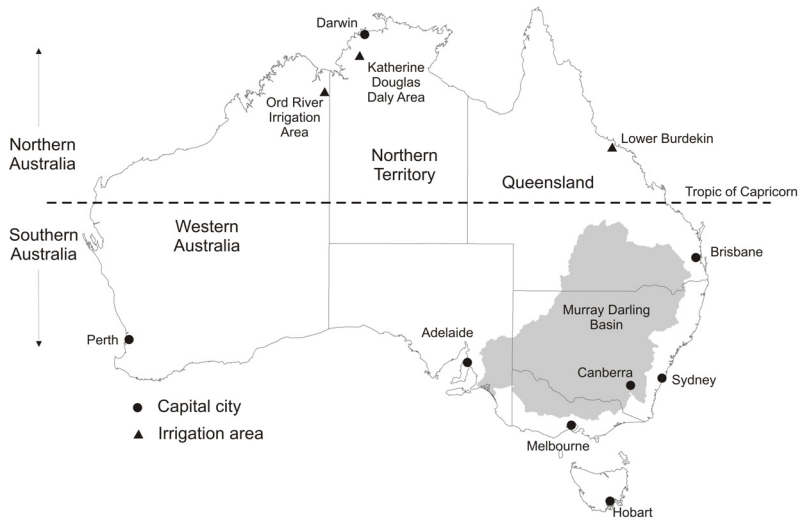 Darwin
Katherine
Douglas
Daly Area
Ord River
Irrigation
Area
Lower Burdekin
Northern
Australia
Northern
Territory
Queensland
Tropic of Capricorn
Southern
Australia
Western
Australia
Brisbane
Murray Darling
Basin
Perth
Adelaide
Canberra
Sydney
Capital city
Irrigation area
Melbourne
Hobart